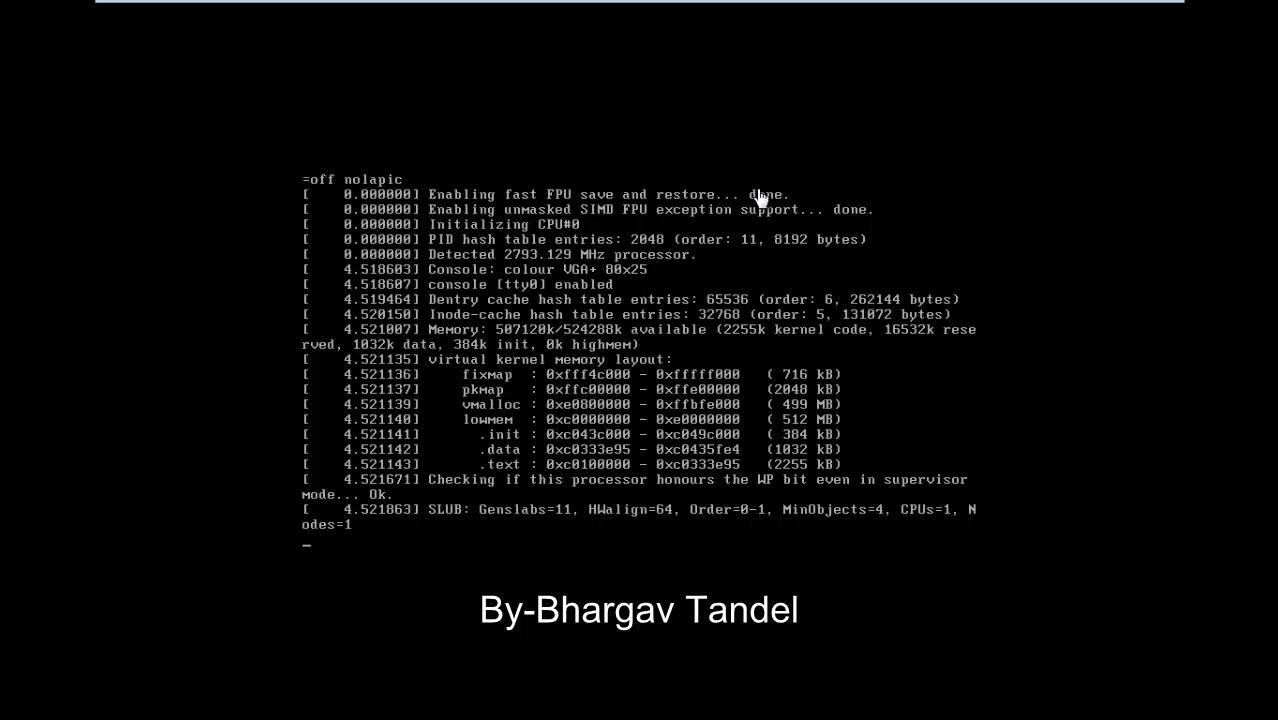 =off nolapic
[    0.000000] Enabling fast FPU save and restore... done.
[    0.000000] Enabling unmasked SIMD FPU exception support... done.
[    0.000000] Initializing CPU#0
[    0.000000] PID hash table entries: 2048 (order: 11, 8192 bytes)
[    0.000000] Detected 2793.129 MHz processor.
[    4.518603] Console: colour VGA+ 80x25
[    4.518607] console [tty0] enabled
[    4.519464] Dentry cache hash table entries: 65536 (order: 6, 262144 bytes)
[    4.520150] Inode-cache hash table entries: 32768 (order: 5, 131072 bytes)
[    4.521007] Memory: 507120k/524288k available (2255k kernel code, 16532k rese
rved, 1032k data, 384k init, 0k highmem)
[    4.521135] virtual kernel memory layout:
[    4.521136]     fixmap  : 0xfff4c000 - 0xfffff000   ( 716 kB)
[    4.521137]     pkmap   : 0xffc00000 - 0xffe00000   (2048 kB)
[    4.521139]     vmalloc : 0xe0800000 - 0xffbfe000   ( 499 MB)
[    4.521140]     lowmem  : 0xc0000000 - 0xe0000000   ( 512 MB)
[    4.521141]       .init : 0xc043c000 - 0xc049c000   ( 384 kB)
[    4.521142]       .data : 0xc0333e95 - 0xc0435fe4   (1032 kB)
[    4.521143]       .text : 0xc0100000 - 0xc0333e95   (2255 kB)
[    4.521671] Checking if this processor honours the WP bit even in supervisor
mode... Ok.
[    4.521863] SLUB: Genslabs=11, HWalign=64, Order=0-1, MinObjects=4, CPUs=1, N
odes=1
_
By-Bhargav Tandel